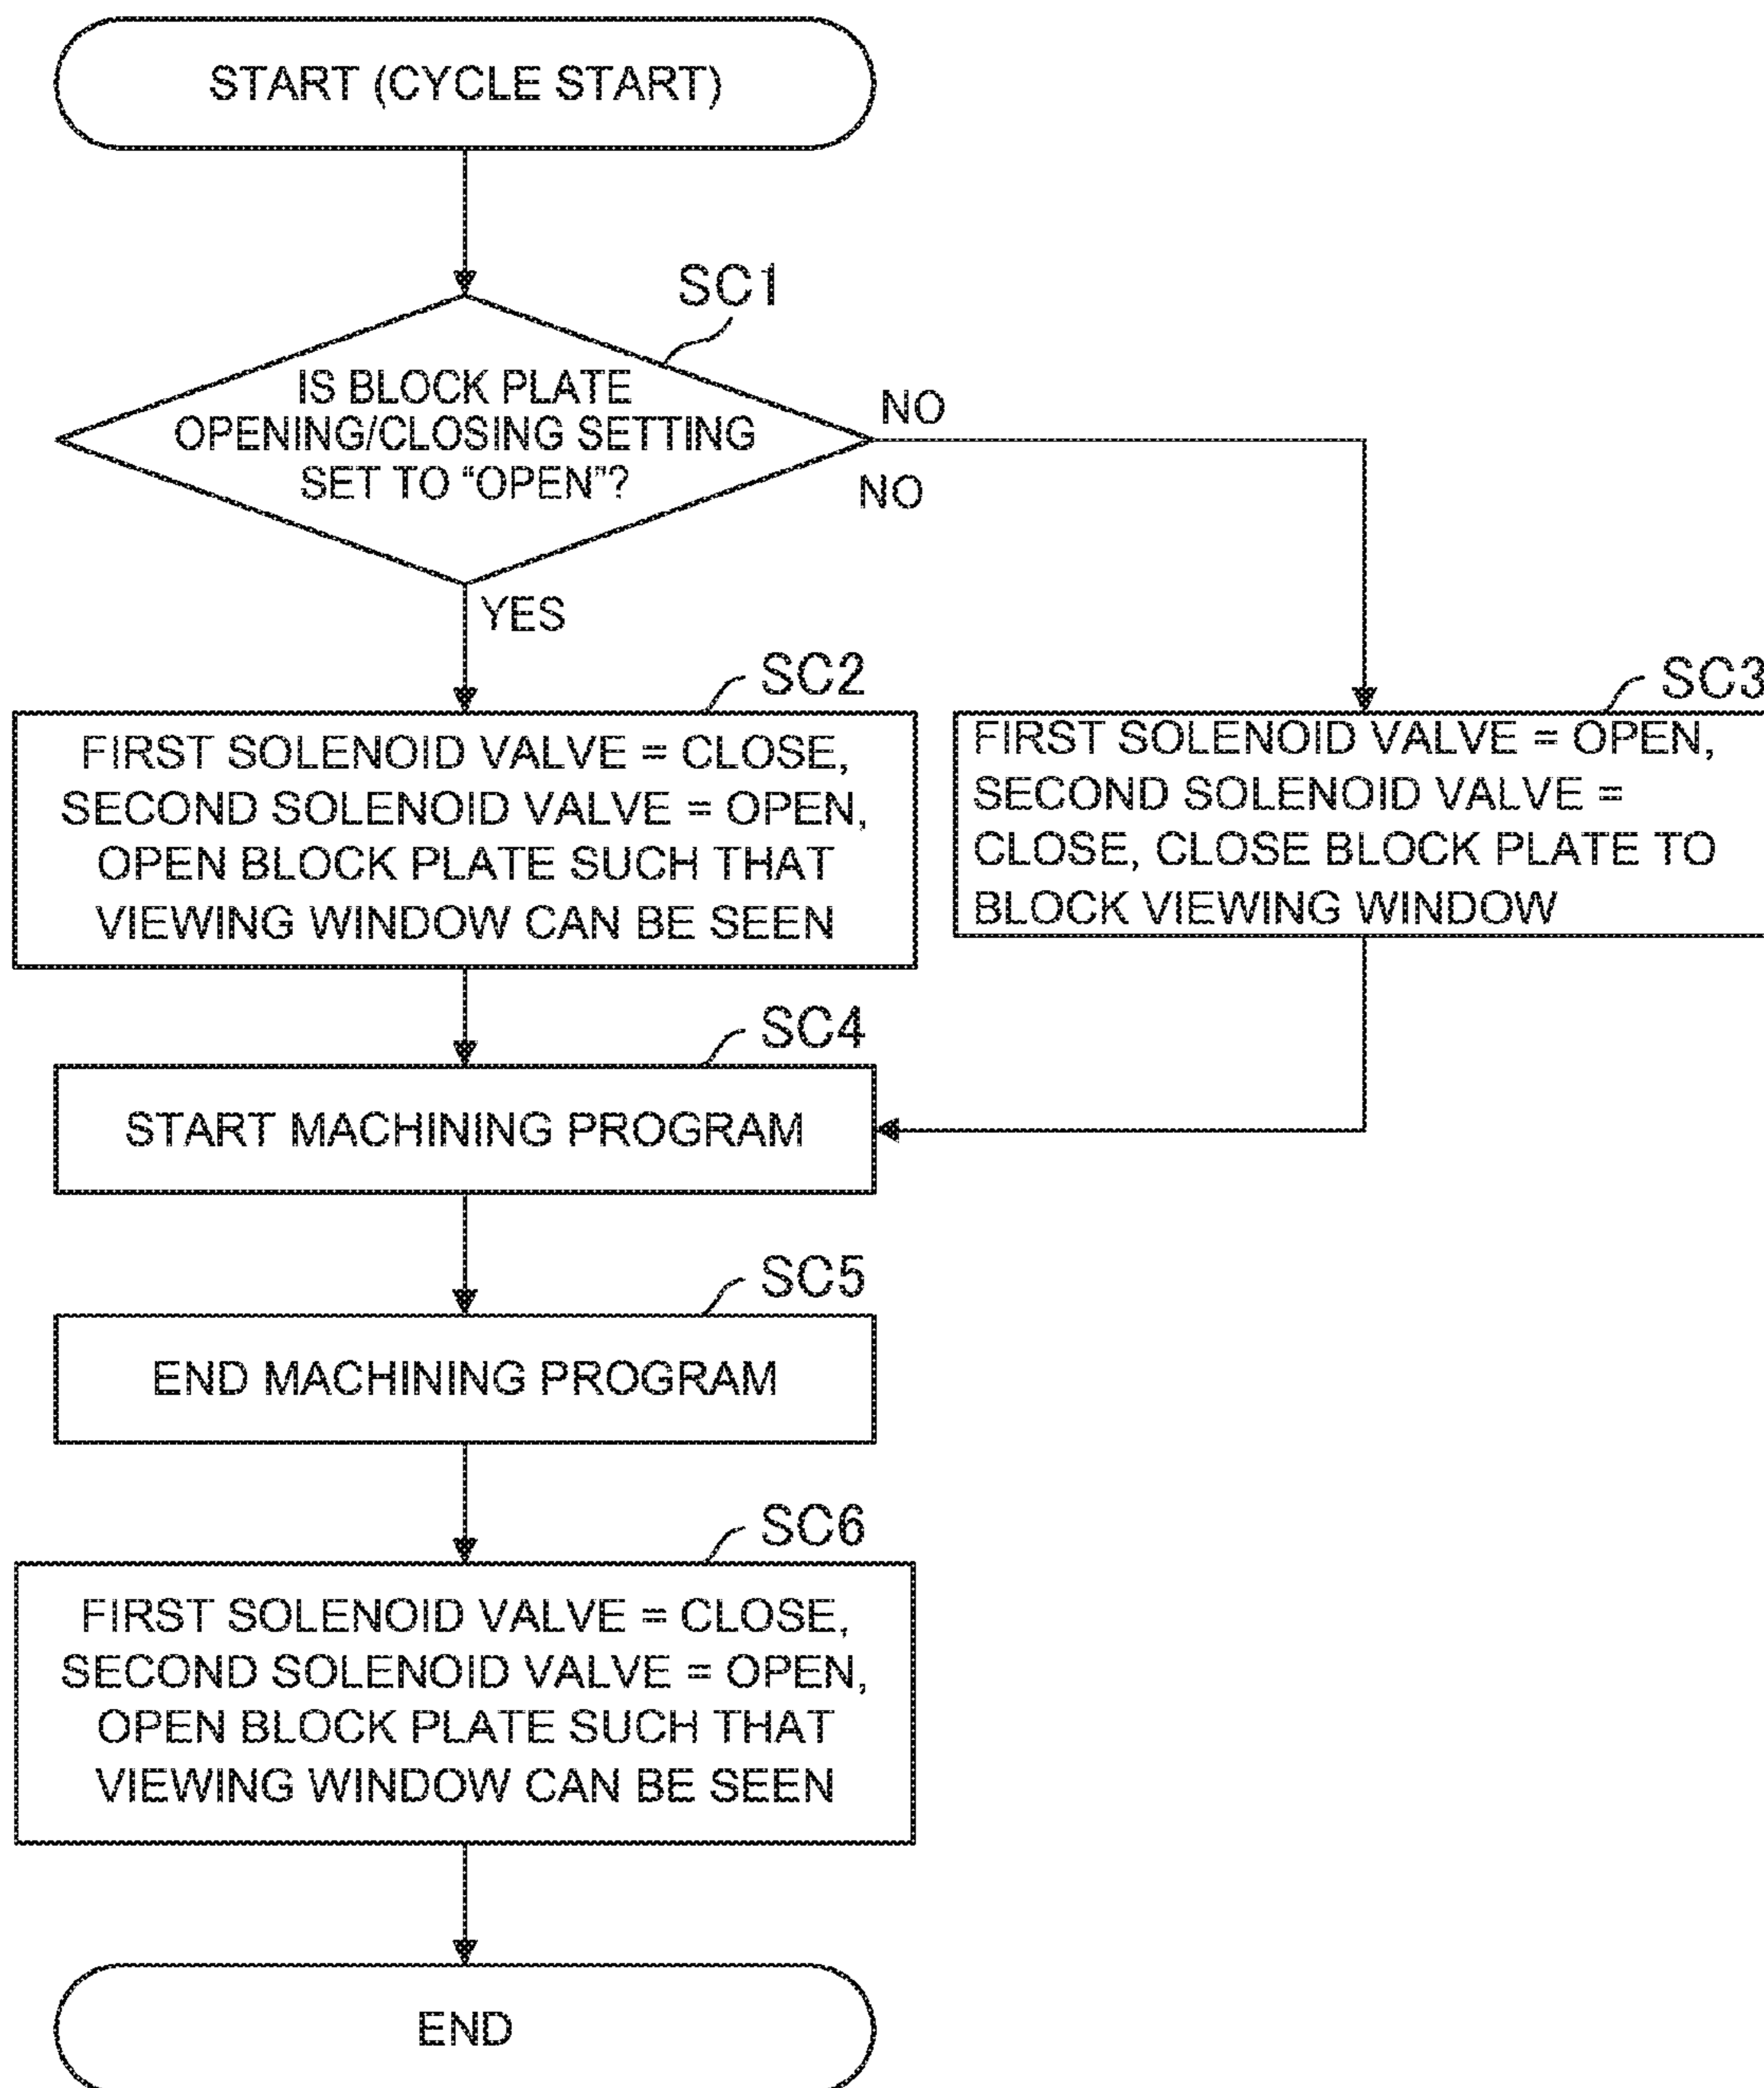 START (CYCLE START)
SC1
IS BLOCK PLATE
OPENING/CLOSING SETTING
SET TO “OPEN”?
NO
NO
YES
SC2
FIRST SOLENOID VALVE = CLOSE,
SECOND SOLENOID VALVE = OPEN,
OPEN BLOCK PLATE SUCH THAT
VIEWING WINDOW CAN BE SEEN
SC3
FIRST SOLENOID VALVE = OPEN,
SECOND SOLENOID VALVE =
CLOSE, CLOSE BLOCK PLATE TO
BLOCK VIEWING WINDOW
SC4
START MACHINING PROGRAM
SC5
END MACHINING PROGRAM
SC6
FIRST SOLENOID VALVE = CLOSE,
SECOND SOLENOID VALVE = OPEN,
OPEN BLOCK PLATE SUCH THAT
VIEWING WINDOW CAN BE SEEN
END